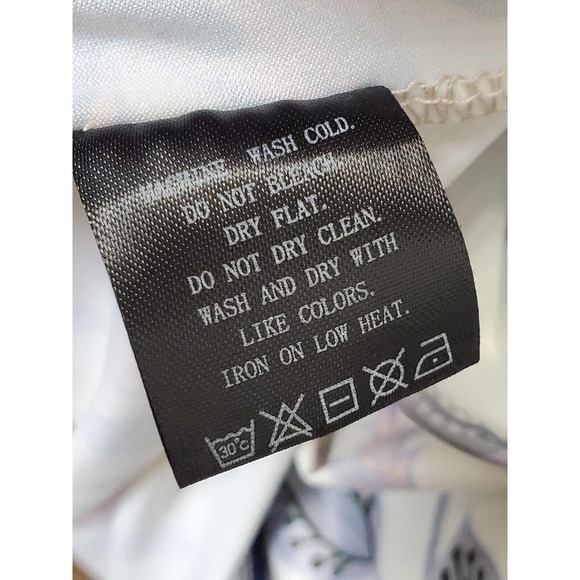 MACHINE WASH COLD.
DO NOT BLEACH
DRY FLAT.
DO NOT DRY CLEAN.
WASH AND DRY WITH
LIKE COLORS.
IRON ON LOW HEAT.
30°C